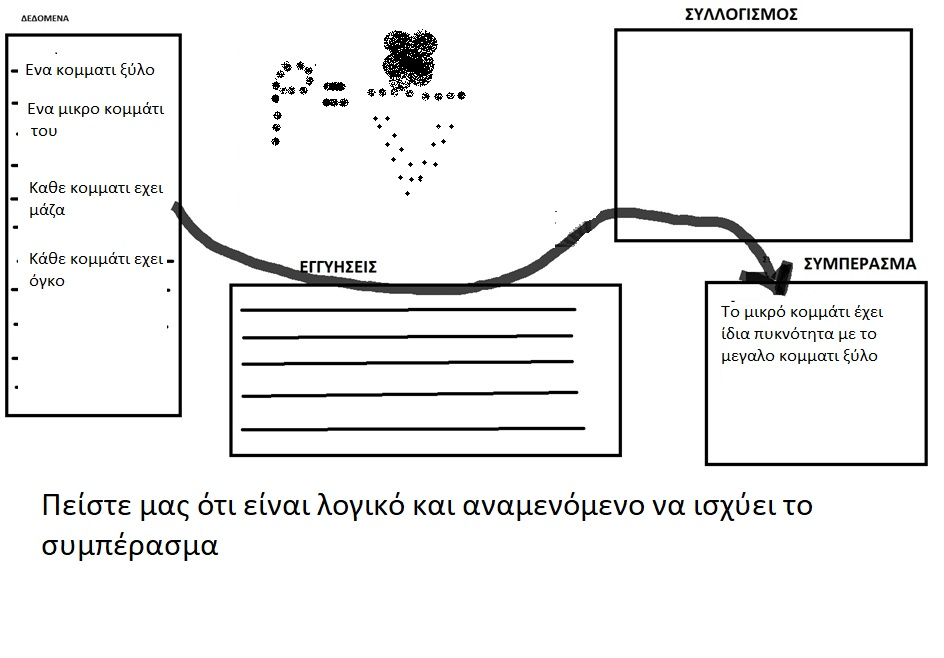 ΔΕΔΟΜΕΝΑ
Ενα κομματι ξύλο
Ενα μικρο κομμάτι
του
Καθε κομματι εχει
μάζα
Κάθε κομμάτι εχει
όγκο
ρ = m
V
ΕΓΓΥΗΣΕΙΣ
ΣΥΛΛΟΓΙΣΜΟΣ
ΣΥΜΠΕΡΑΣΜΑ
Το μικρό κομμάτι έχει
ίδια πυκνότητα με το
μεγαλο κομματι ξύλο
Πείστε μας ότι είναι λογικό και αναμενόμενο να ισχύει το
συμπέρασμα